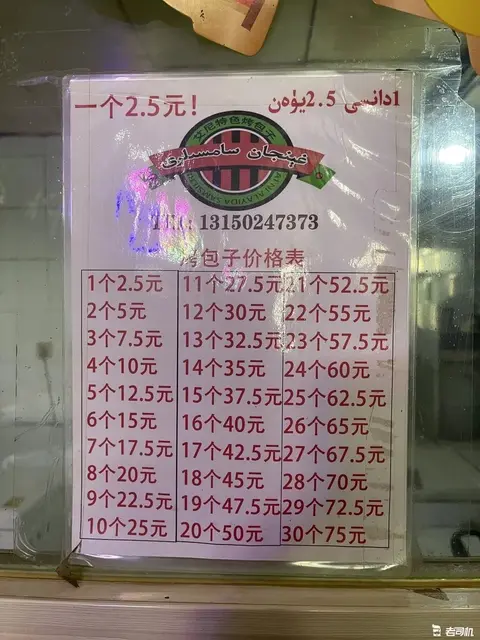 一个2.5元！
1دانىسى 2.5يۈەن
艾尼特色烤包子
غېنجان سامسىلىرى
TEL: 13150247373
烤包子价格表
1个2.5元 11个27.5元 21个52.5元
2个5元 12个30元 22个55元
3个7.5元 13个32.5元 23个57.5元
4个10元 14个35元 24个60元
5个12.5元 15个37.5元 25个62.5元
6个15元 16个40元 26个65元
7个17.5元 17个42.5元 27个67.5元
8个20元 18个45元 28个70元
9个22.5元 19个47.5元 29个72.5元
10个25元 20个50元 30个75元
老司机